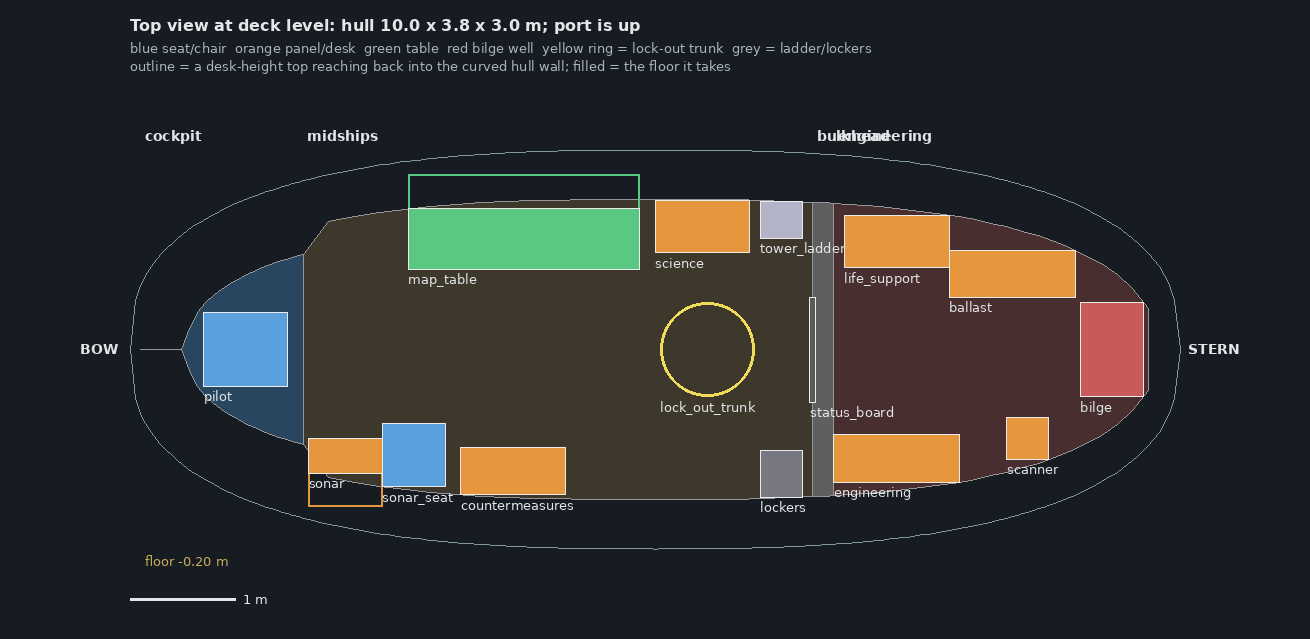 Top view at deck level: hull 10.0 x 3.8 x 3.0 m; port is up
blue seat/chair  orange panel/desk  green table  red bilge well  yellow ring = lock-out trunk  grey = ladder/lockers
outline = a desk-height top reaching back into the curved hull wall; filled = the floor it takes
cockpit
midships
science
tower_ladder
map_table
life_support
ballast
BOW
STERN
pilot
lock_out_trunk
status_board
bilge
sonar
sonar_seat
countermeasures
lockers
engineering
scanner
floor -0.20 m
1 m